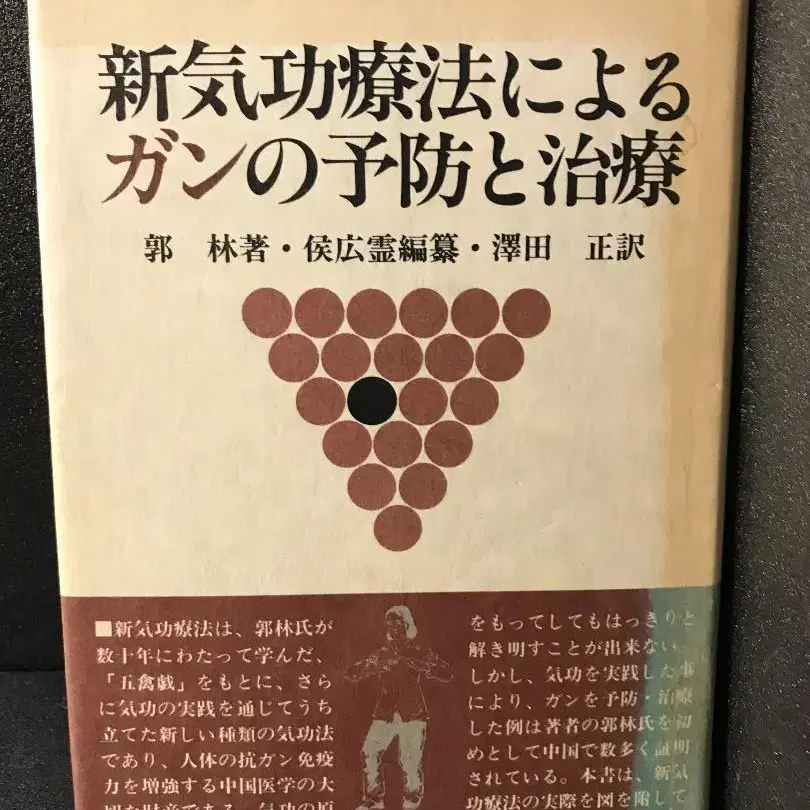 新気功療法による
ガンの予防と治療
郭　林著・侯広霊編纂・澤田　正訳
■新気功療法は、郭林氏が
数十年にわたって学んだ、
「五禽戯」をもとに、さら
に気功の実践を通じてうち
立てた新しい種類の気功法
であり、人体の抗ガン免疫
力を増強する中国医学の大
をもってしてもはっきりと
解き明すことが出来ない。
しかし、気功を実践した事
により、ガンを予防・治療
した例は著者の郭林氏を初
めとして中国で数多く証明
されている。本書は、新気
功療法の実際を図を附して